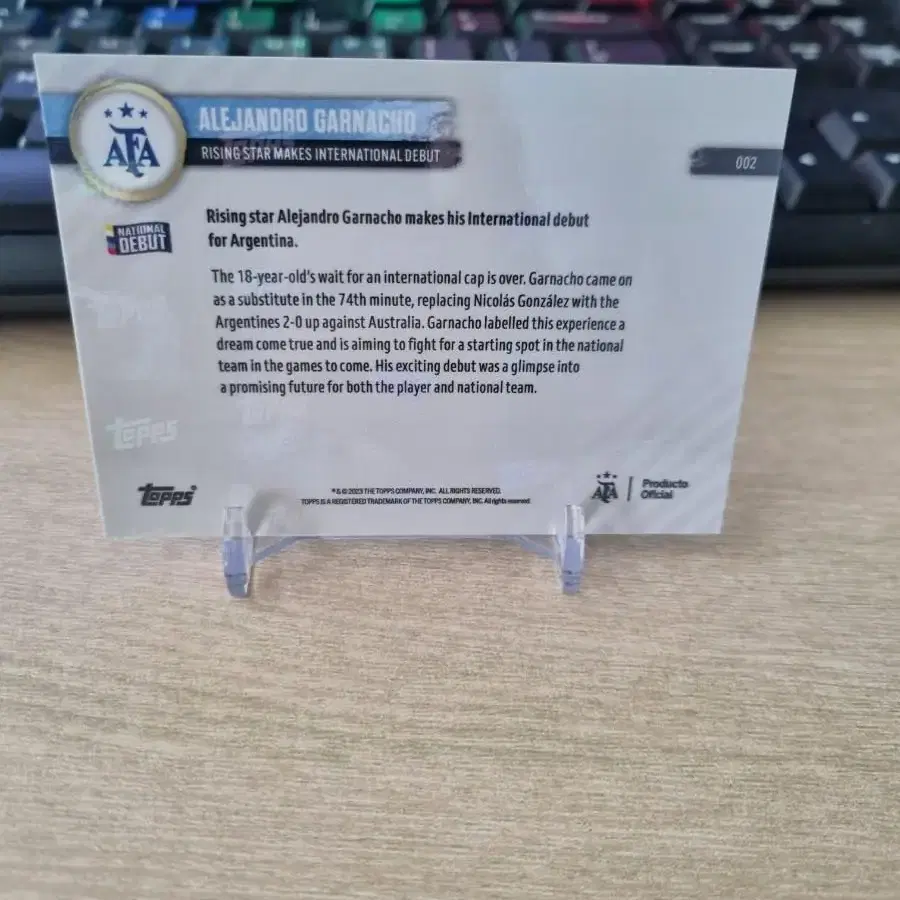 ALEJANDRO GARNACHO
AFA
RISING STAR MAKES INTERNATIONAL DEBUT
002
NATIONAL
DEBUT
Rising star Alejandro Garnacho makes his International debut
for Argentina.
The 18-year-old's wait for an international cap is over. Garnacho came on
as a substitute in the 74th minute, replacing Nicolás González with the
Argentines 2-0 up against Australia. Garnacho labelled this experience a
dream come true and is aiming to fight for a starting spot in the national
team in the games to come. His exciting debut was a glimpse into
a promising future for both the player and national team.
topps
topps
® & © 2023 THE TOPPS COMPANY, INC. ALL RIGHTS RESERVED.
TOPPS IS A REGISTERED TRADEMARK OF THE TOPPS COMPANY, INC. All rights reserved.
AFA
Producto
Oficial